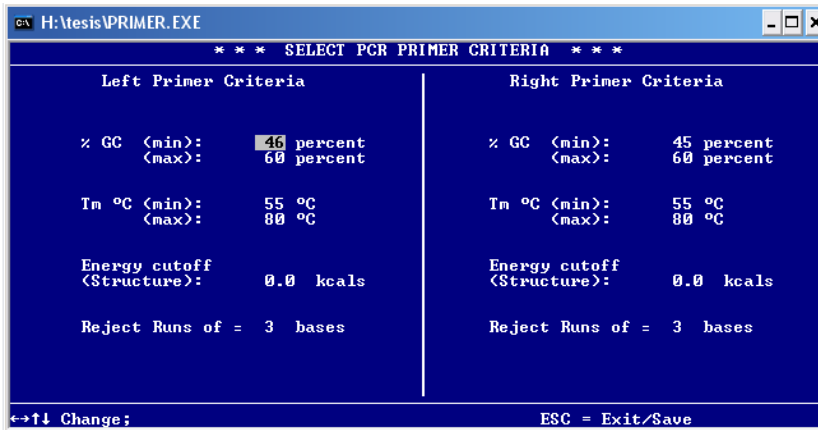 H:\tesis\PRIMER.EXE
* * * SELECT PCR PRIMER CRITERIA * * *
Left Primer Criteria
% GC (min): 46 percent
(max): 60 percent
Tm ºC (min): 55 ºC
(max): 80 ºC
Energy cutoff
(Structure): 0.0 kcals
Reject Runs of = 3 bases
Right Primer Criteria
% GC (min): 45 percent
(max): 60 percent
Tm ºC (min): 55 ºC
(max): 80 ºC
Energy cutoff
(Structure): 0.0 kcals
Reject Runs of = 3 bases
←→↑↓ Change;
ESC = Exit/Save